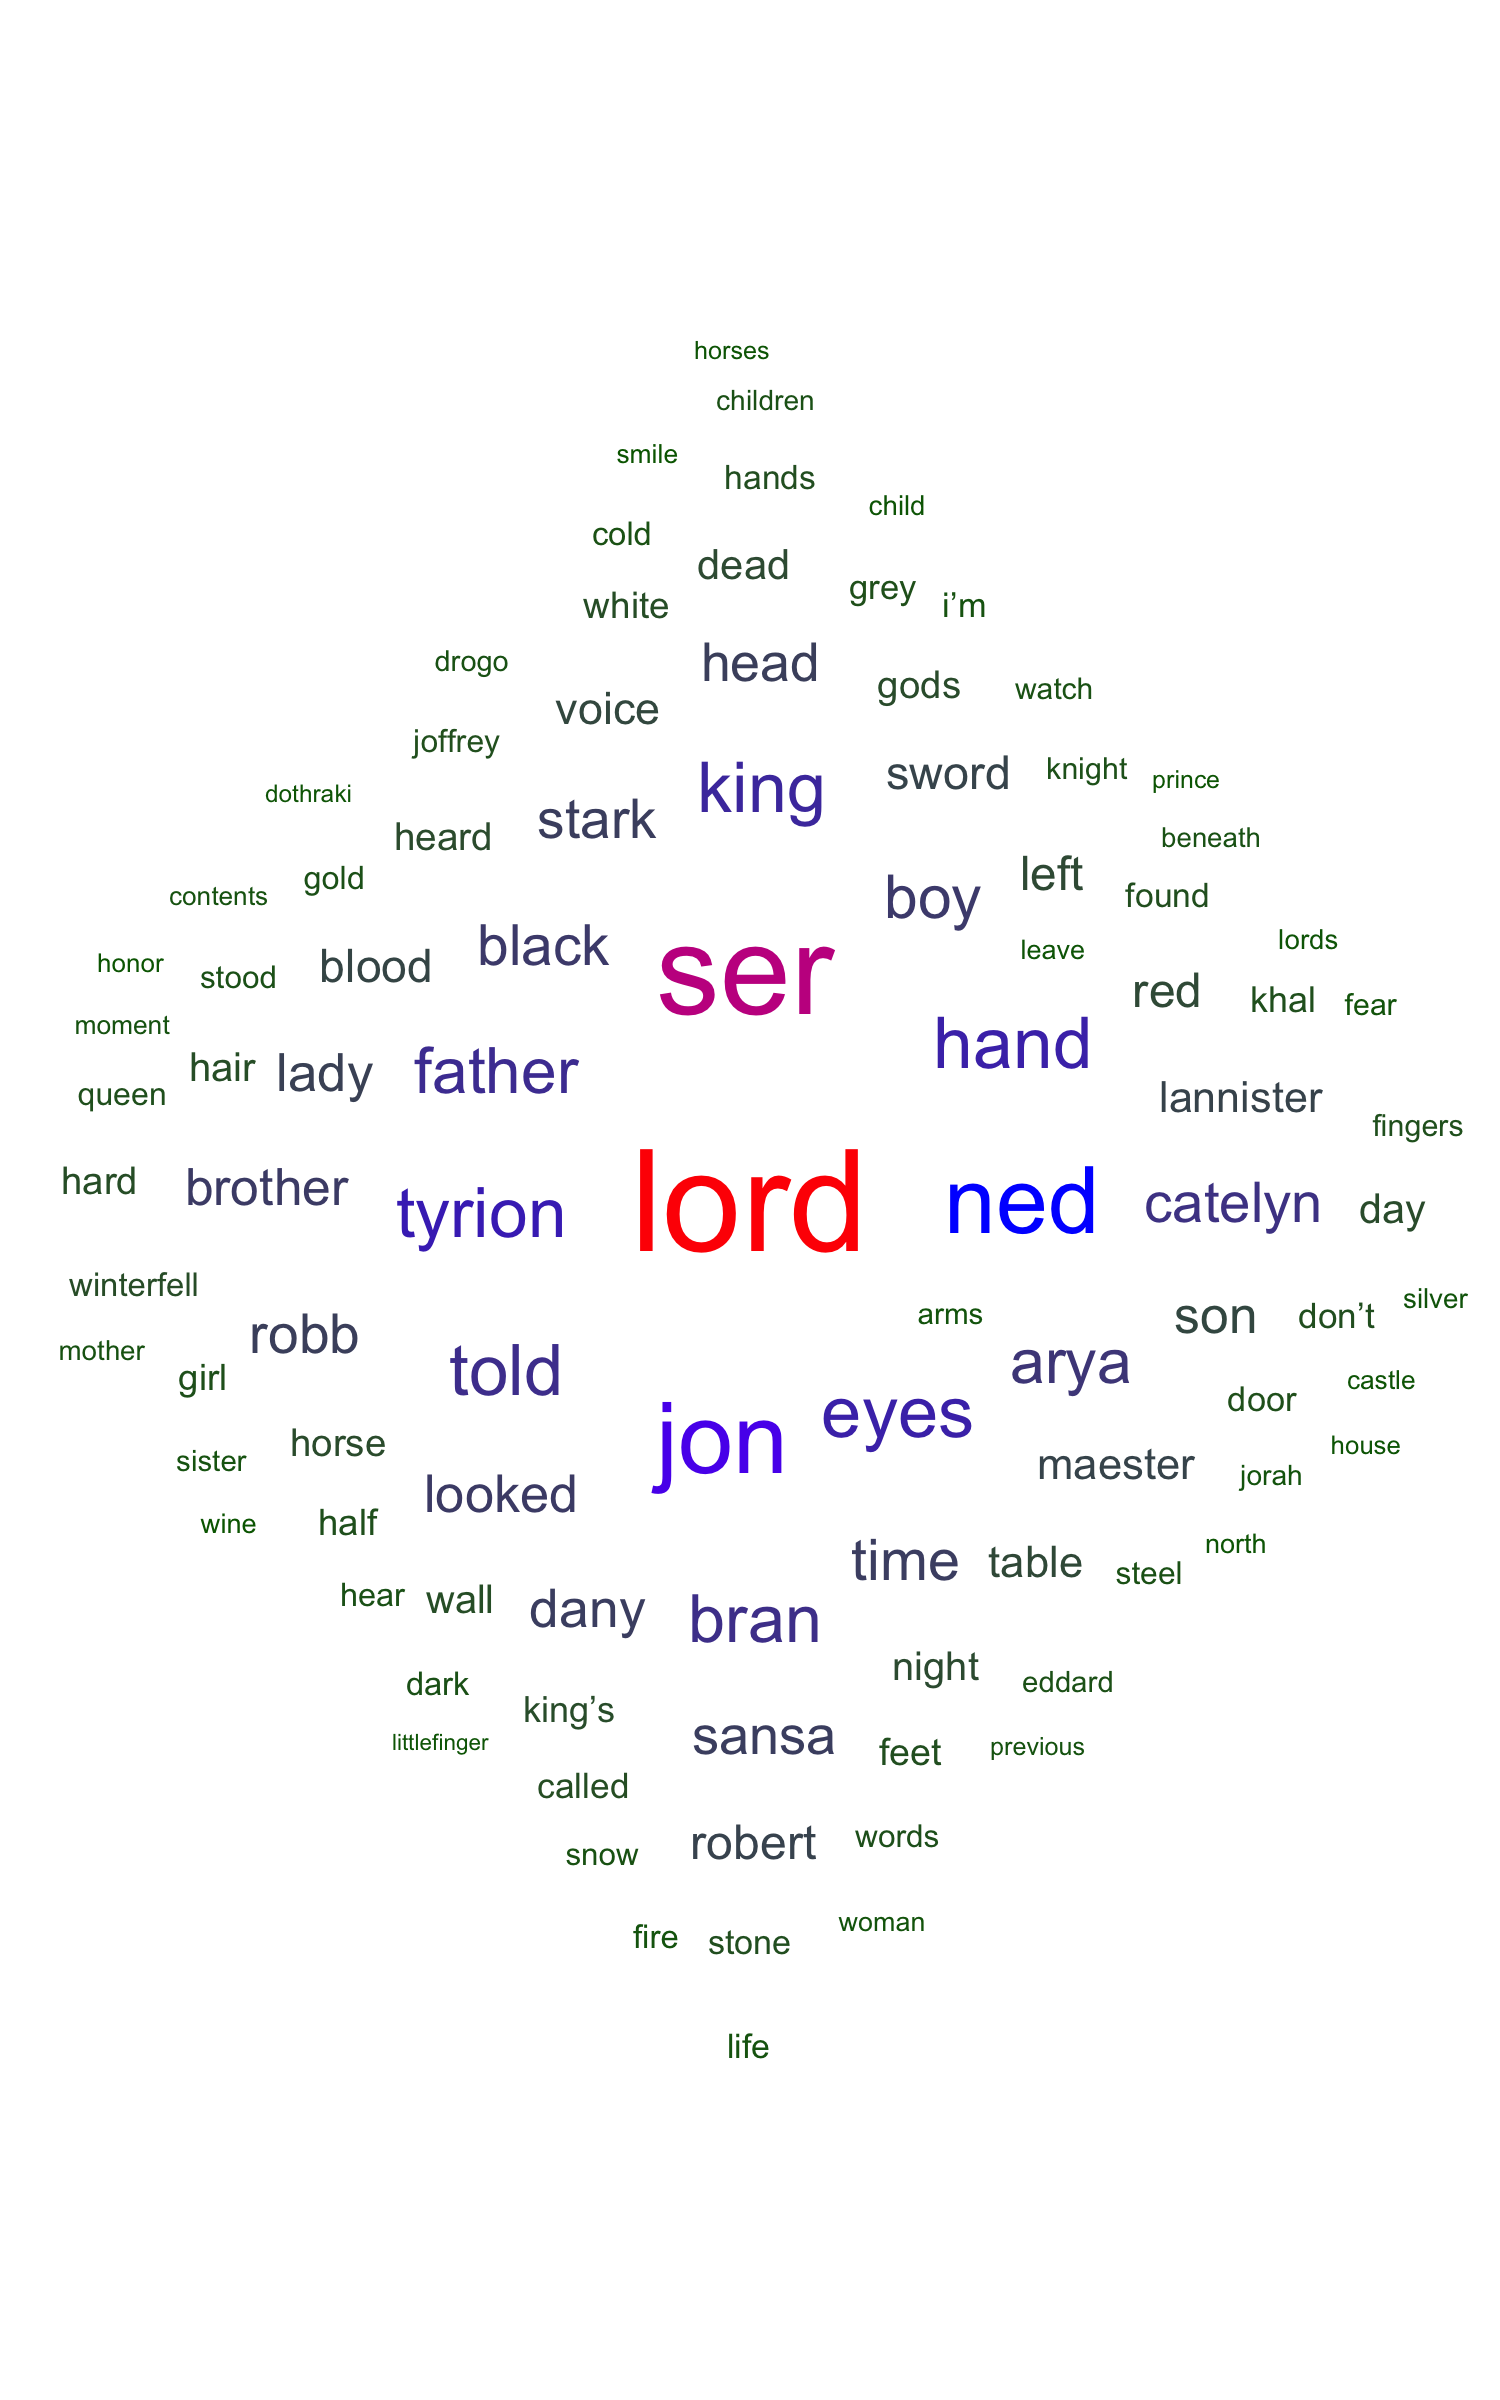 horses
children
smile
hands
child
cold
dead
grey
i’m
white
drogo
head
gods
watch
voice
joffrey
king
sword
knight
prince
dothraki
stark
heard
beneath
left
gold
contents
boy
found
black
ser
leave
lords
honor
stood
blood
red
khal
fear
moment
hand
queen
hair
lady
father
lannister
fingers
hard
brother
tyrion
lord
ned
catelyn
day
winterfell
arms
son
don’t
silver
robb
mother
girl
told
arya
castle
door
eyes
jon
horse
house
sister
maester
jorah
looked
wine
half
north
time
table
steel
hear
wall
dany
bran
night
dark
eddard
king’s
littlefinger
sansa
feet
previous
called
snow
robert
words
fire
stone
woman
life